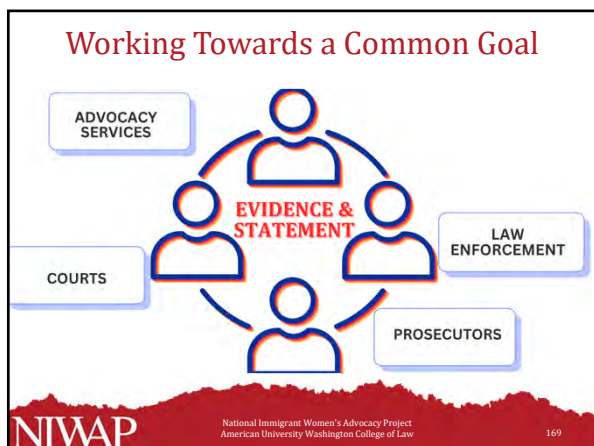 Working Towards a Common Goal
ADVOCACY
SERVICES
EVIDENCE &
STATEMENT
LAW
ENFORCEMENT
COURTS
PROSECUTORS
NIWAP
National Immigrant Women's Advocacy Project
American University Washington College of Law
169